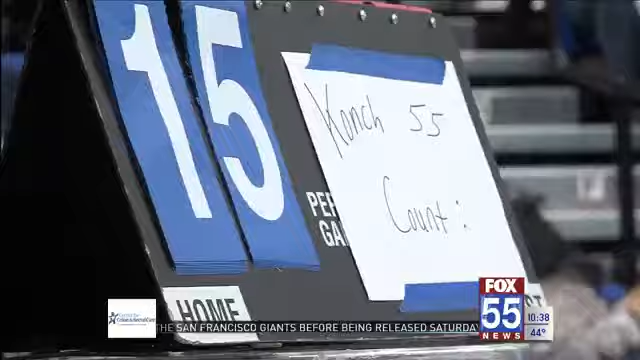 15
Konch 55
Count:
PER
GA
HOME
THE SAN FRANCISCO GIANTS BEFORE BEING RELEASED SATURDAY
FOX
55
NEWS
10:38
44°